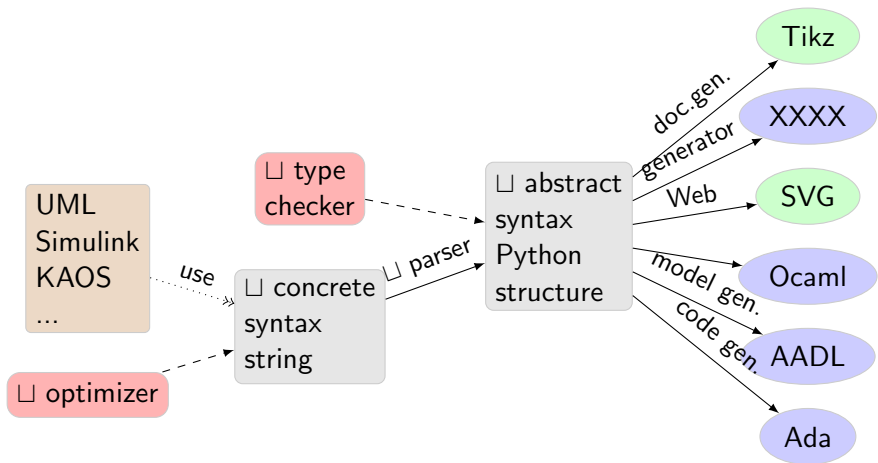 Tikz
doc.gen.
XXXX
generator
⊔ type
checker
⊔ abstract
syntax
Python
structure
Web
SVG
UML
Simulink
KAOS
...
use
⊔ parser
⊔ concrete
syntax
string
Ocaml
model gen.
AADL
code gen.
⊔ optimizer
Ada